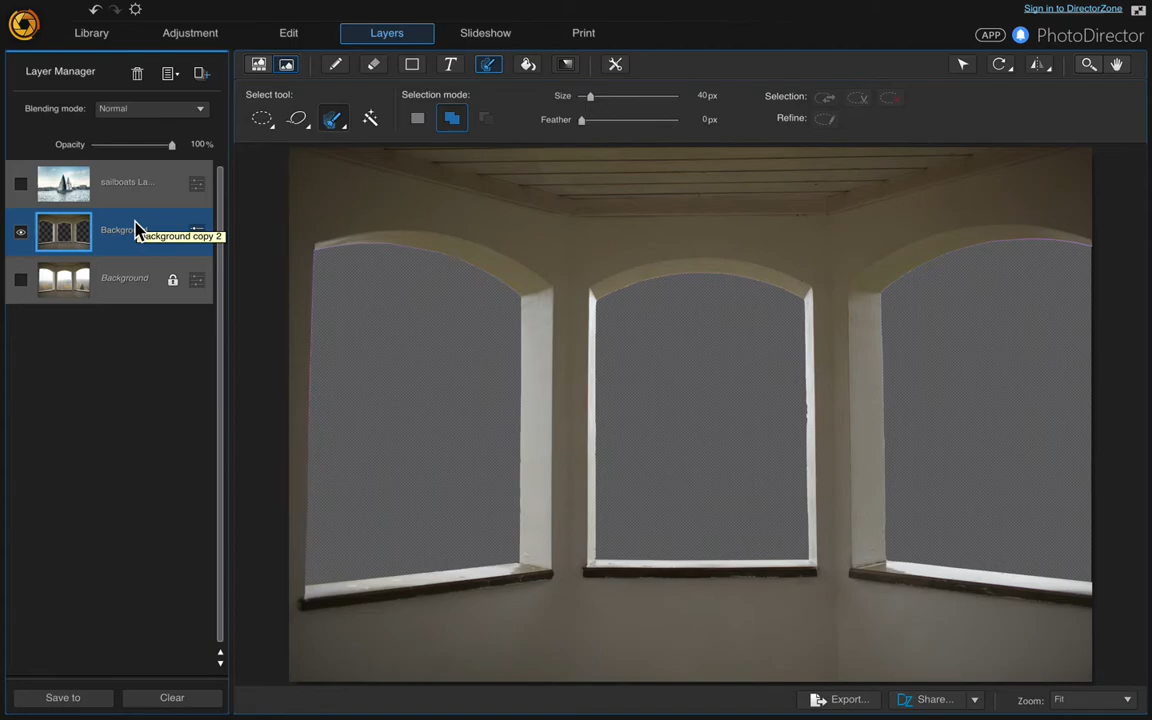 Sign in to DirectorZone
Library Adjustment Edit Layers Slideshow Print
APP PhotoDirector
Layer Manager
Blending mode: Normal
Opacity 100%
Select tool:
Selection mode:
Size 40px
Feather 0px
Selection:
Refine:
sailboats La...
background copy 2
Background
Save to Clear
Export... Share... Zoom: Fit